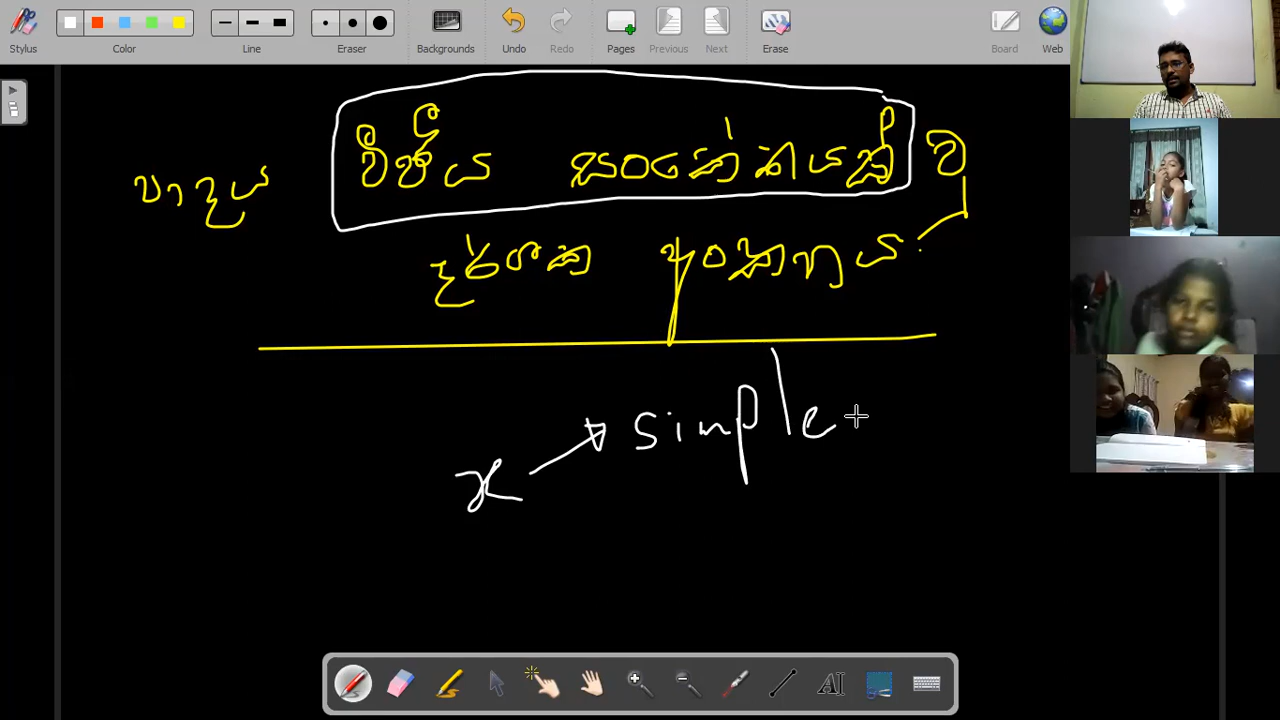 Stylus Color Line Eraser Backgrounds Undo Redo Pages Previous Next Erase Board Web
පාදය වීජීය සංකේතයක් ව
දර්ශක අංකනය.
x → simple